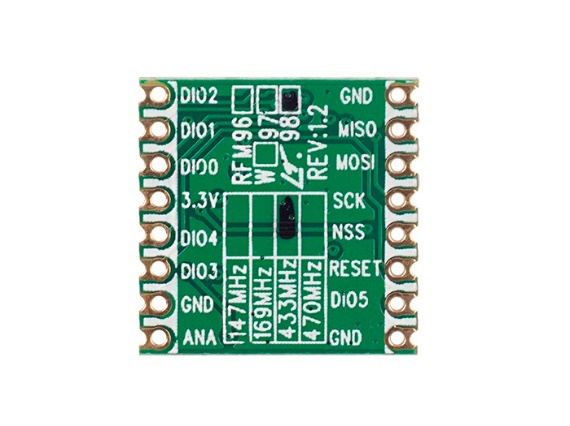 DIO2
DIO1
DIO0
3.3V
DIO4
DIO3
GND
ANA
RFM96
97
98
W
REV:1.2
147MHz
169MHz
433MHz
470MHz
GND
MISO
MOSI
SCK
NSS
RESET
DIO5
GND